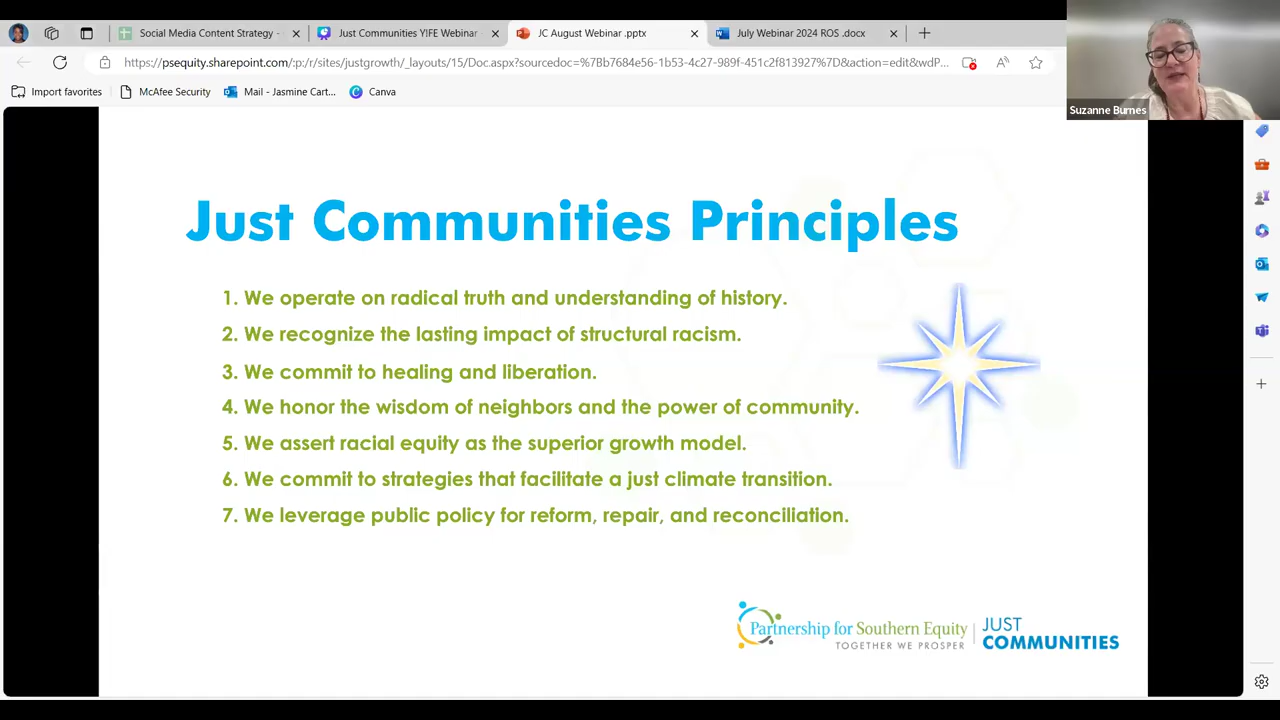 Social Media Content Strategy -
Just Communities Y!FE Webinar
JC August Webinar .pptx
July Webinar 2024 ROS .docx
https://psequity.sharepoint.com/:p:/r/sites/justgrowth/_layouts/15/Doc.aspx?sourcedoc=%7Bb7684e56-1b53-4c27-989f-451c2f813927%7D&action=edit&wdP...
Import favorites
McAfee Security
Mail - Jasmine Cart...
Canva
Suzanne Burnes
Just Communities Principles
1. We operate on radical truth and understanding of history.
2. We recognize the lasting impact of structural racism.
3. We commit to healing and liberation.
4. We honor the wisdom of neighbors and the power of community.
5. We assert racial equity as the superior growth model.
6. We commit to strategies that facilitate a just climate transition.
7. We leverage public policy for reform, repair, and reconciliation.
Partnership for Southern Equity
TOGETHER WE PROSPER
JUST
COMMUNITIES